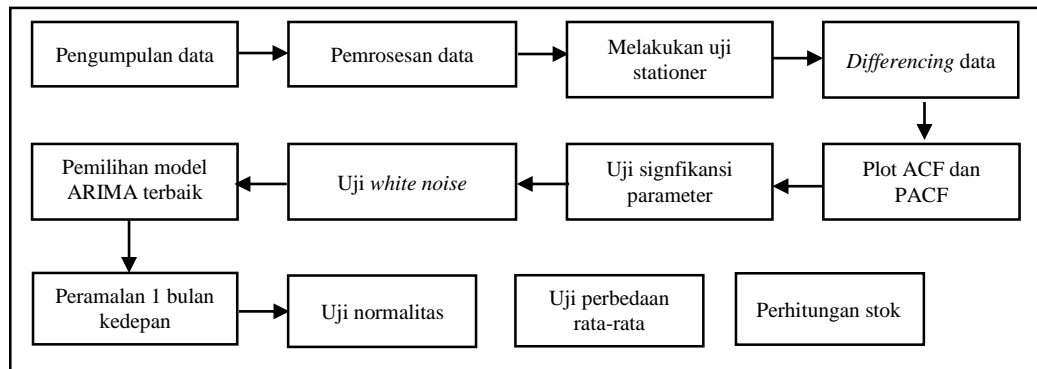 Pengumpulan data
Pemrosesan data
Melakukan uji
stationer
Differencing data
Pemilihan model
ARIMA terbaik
Uji white noise
Uji signfikansi
parameter
Plot ACF dan
PACF
Peramalan 1 bulan
kedepan
Uji normalitas
Uji perbedaan
rata-rata
Perhitungan stok